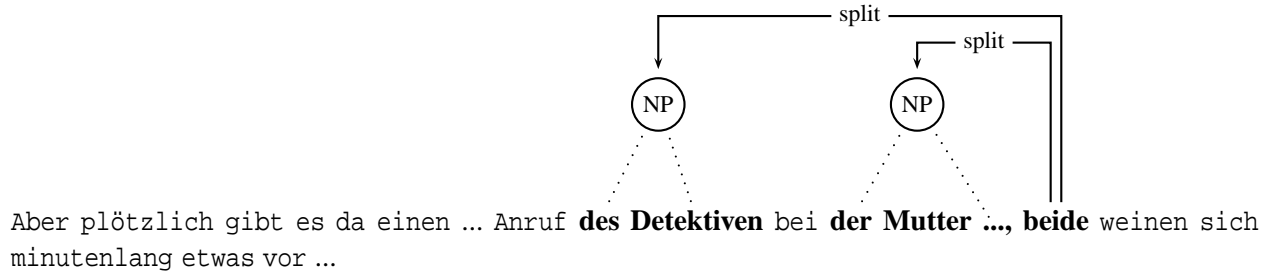 split
split
NP NP
Aber plötzlich gibt es da einen ... Anruf des Detektiven bei der Mutter ..., beide weinen sich
minutenlang etwas vor ...